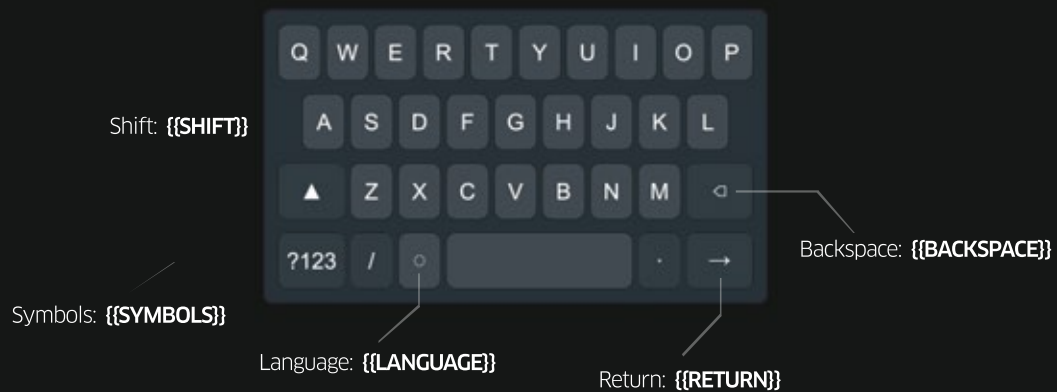 Q W E R T Y U I O P
Shift: {{SHIFT}}
A S D F G H J K L
Z X C V B N M
Backspace: {{BACKSPACE}}
?123 / .
Symbols: {{SYMBOLS}}
Language: {{LANGUAGE}}
Return: {{RETURN}}